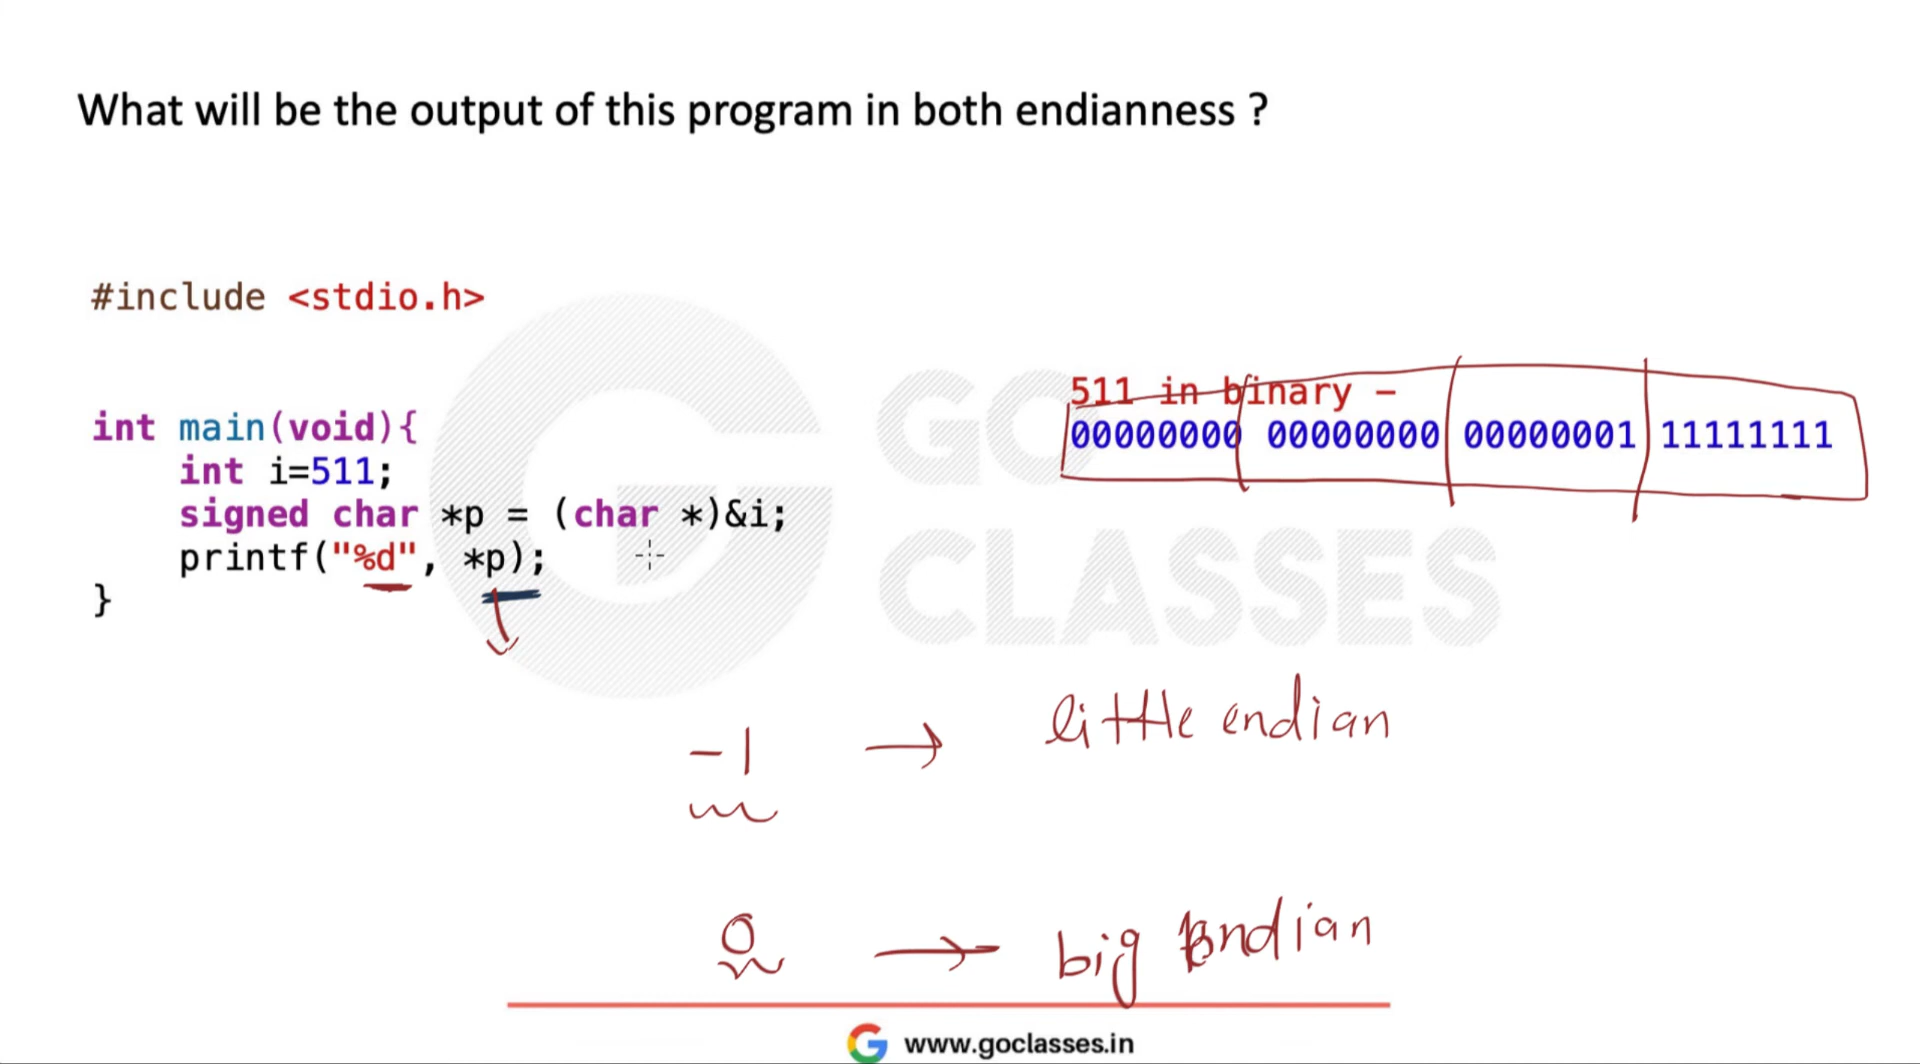 What will be the output of this program in both endianness ?
#include <stdio.h>
int main(void){
int i=511;
signed char *p = (char *)&i;
printf("%d", *p);
}
511 in binary -
00000000 00000000 00000001 11111111
GO
CLASSES
-1 → little endian
0 → big Endian
www.goclasses.in